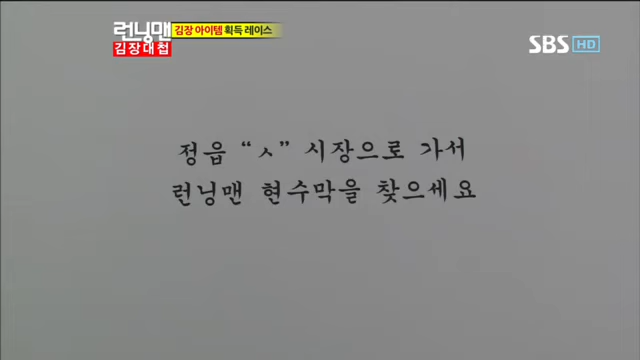 런닝맨 김장 아이템 획득 레이스
김장대첩
SBS HD
정읍 “ㅅ” 시장으로 가서
런닝맨 현수막을 찾으세요